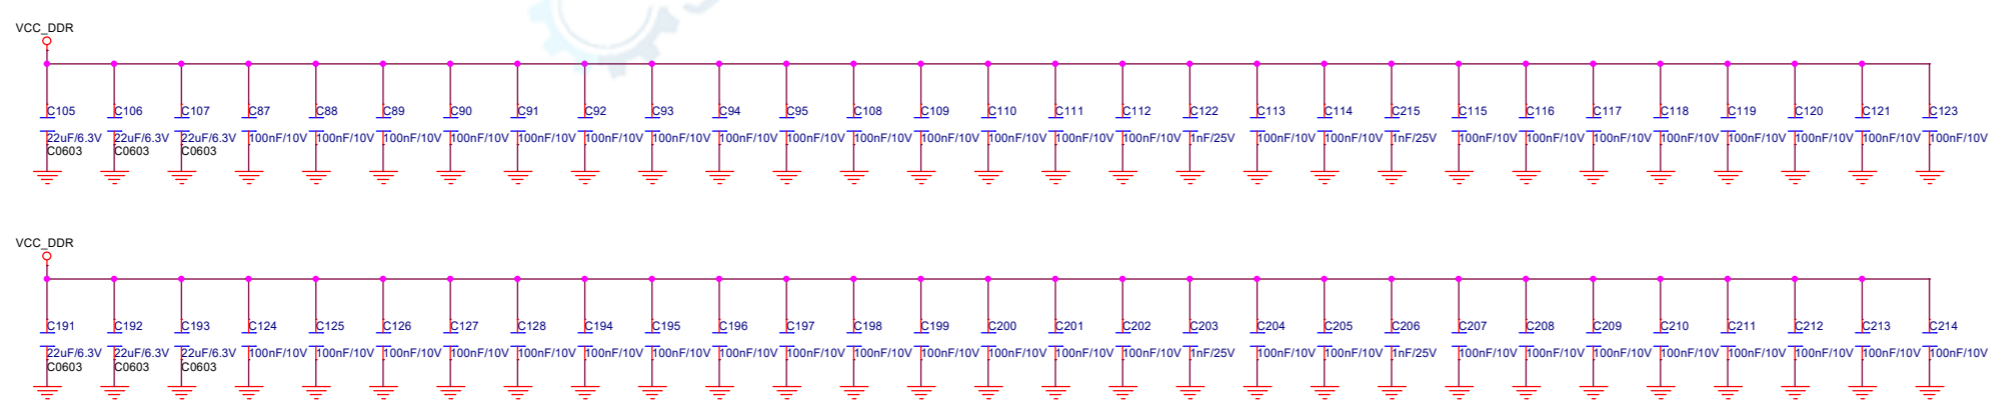 VCC_DDR
C105 C106 C107 C87 C88 C89 C90 C91 C92 C93 C94 C95 C108 C109 C110 C111 C112 C122 C113 C114 C215 C115 C116 C117 C118 C119 C120 C121 C123
22uF/6.3V 22uF/6.3V 22uF/6.3V 100nF/10V 100nF/10V 100nF/10V 100nF/10V 100nF/10V 100nF/10V 100nF/10V 100nF/10V 100nF/10V 100nF/10V 100nF/10V 100nF/10V 100nF/10V 100nF/10V 1nF/25V 100nF/10V 100nF/10V 1nF/25V 100nF/10V 100nF/10V 100nF/10V 100nF/10V 100nF/10V 100nF/10V 100nF/10V 100nF/10V
C0603 C0603 C0603
VCC_DDR
C191 C192 C193 C124 C125 C126 C127 C128 C194 C195 C196 C197 C198 C199 C200 C201 C202 C203 C204 C205 C206 C207 C208 C209 C210 C211 C212 C213 C214
22uF/6.3V 22uF/6.3V 22uF/6.3V 100nF/10V 100nF/10V 100nF/10V 100nF/10V 100nF/10V 100nF/10V 100nF/10V 100nF/10V 100nF/10V 100nF/10V 100nF/10V 100nF/10V 100nF/10V 100nF/10V 1nF/25V 100nF/10V 100nF/10V 1nF/25V 100nF/10V 100nF/10V 100nF/10V 100nF/10V 100nF/10V 100nF/10V 100nF/10V 100nF/10V
C0603 C0603 C0603